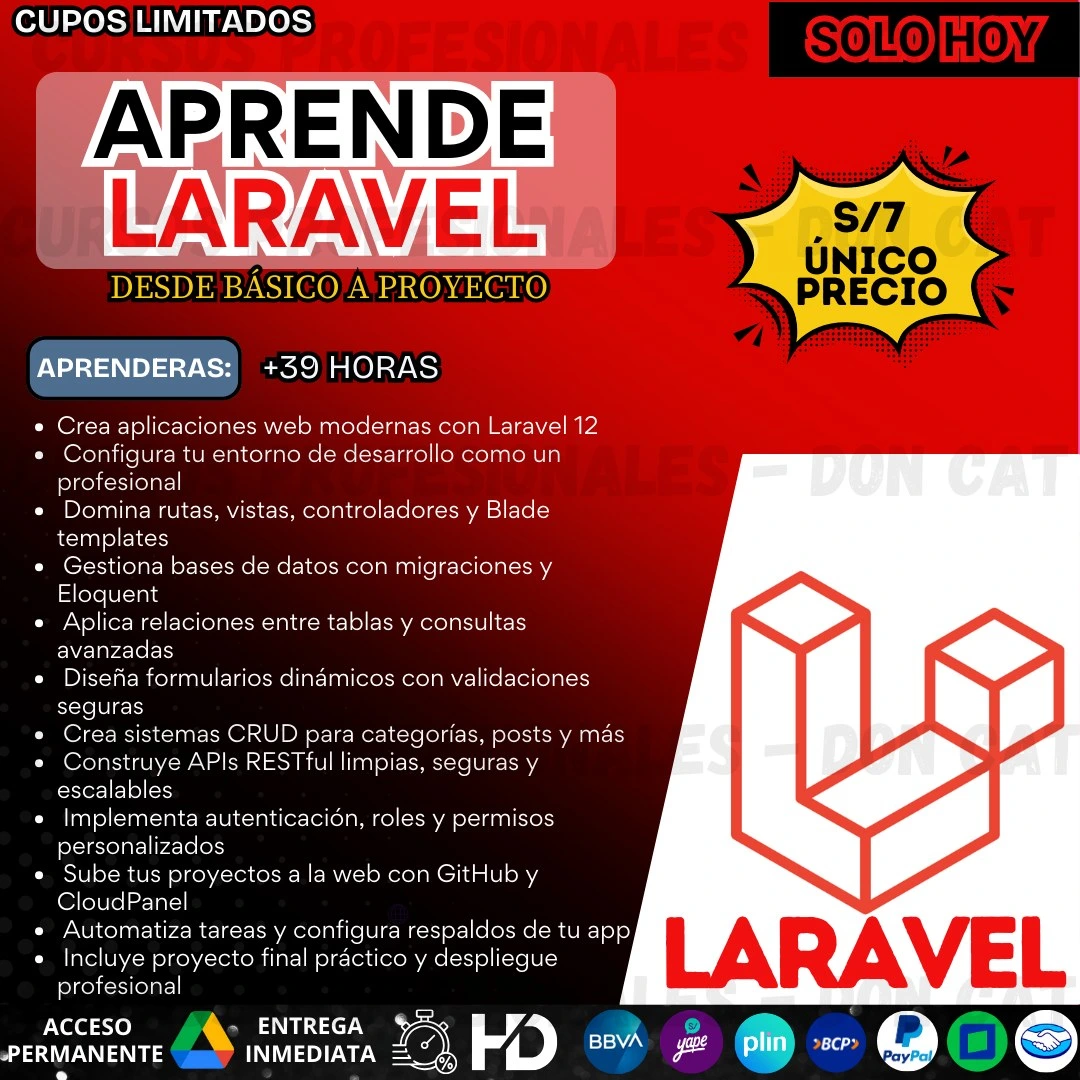 CUPOS LIMITADOS
SOLO HOY
CURSOS PROFESIONALES
APRENDE
LARAVEL
DESDE BÁSICO A PROYECTO
S/7
ÚNICO
PRECIO
APRENDERAS:
+39 HORAS
• Crea aplicaciones web modernas con Laravel 12
• Configura tu entorno de desarrollo como un
profesional
• Domina rutas, vistas, controladores y Blade
templates
• Gestiona bases de datos con migraciones y
Eloquent
• Aplica relaciones entre tablas y consultas
avanzadas
• Diseña formularios dinámicos con validaciones
seguras
• Crea sistemas CRUD para categorías, posts y más
• Construye APIs RESTful limpias, seguras y
escalables
• Implementa autenticación, roles y permisos
personalizados
• Sube tus proyectos a la web con GitHub y
CloudPanel
• Automatiza tareas y configura respaldos de tu app
• Incluye proyecto final práctico y despliegue
profesional
PROFESIONALES - DON CAT
LARAVEL
ACCESO
PERMANENTE
ENTREGA
INMEDIATA
%
HD
BBVA
S/
yape
plin
BCP
PayPal